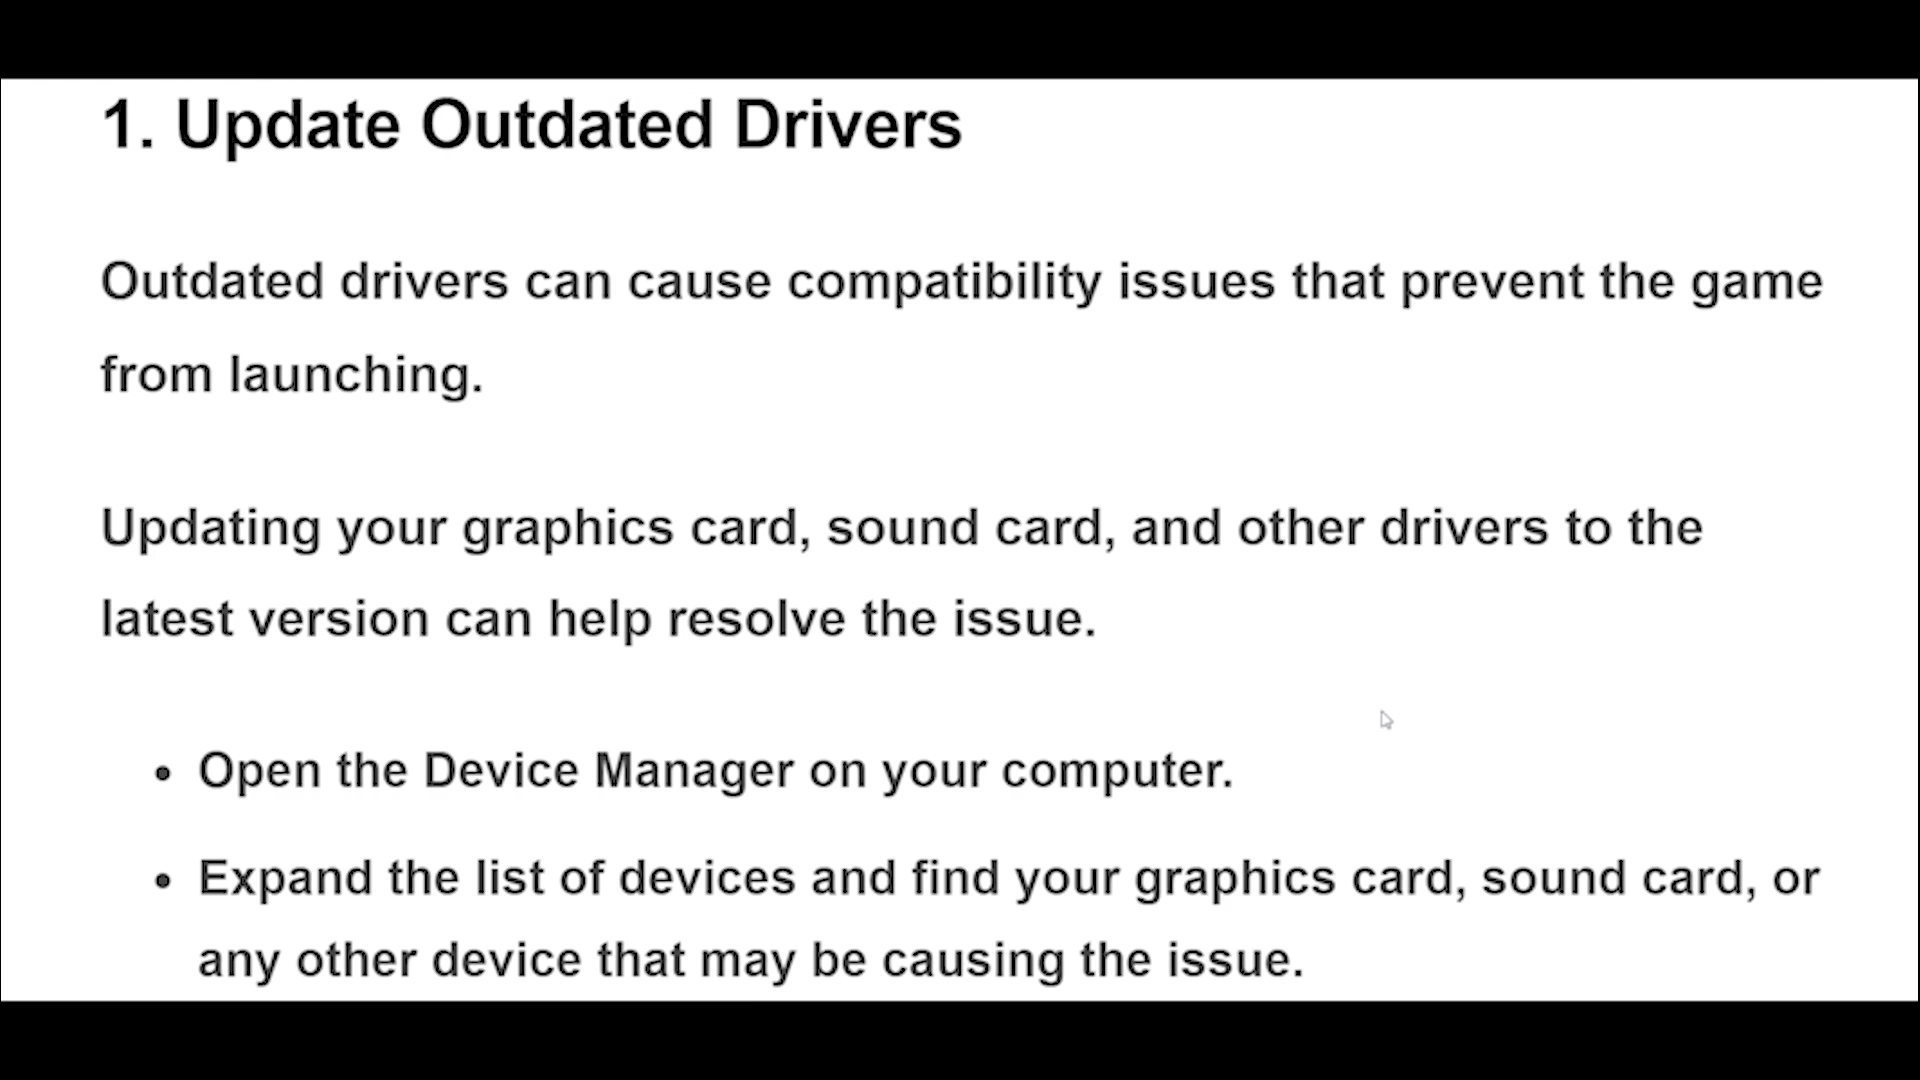 1. Update Outdated Drivers
Outdated drivers can cause compatibility issues that prevent the game
from launching.
Updating your graphics card, sound card, and other drivers to the
latest version can help resolve the issue.
• Open the Device Manager on your computer.
• Expand the list of devices and find your graphics card, sound card, or
any other device that may be causing the issue.